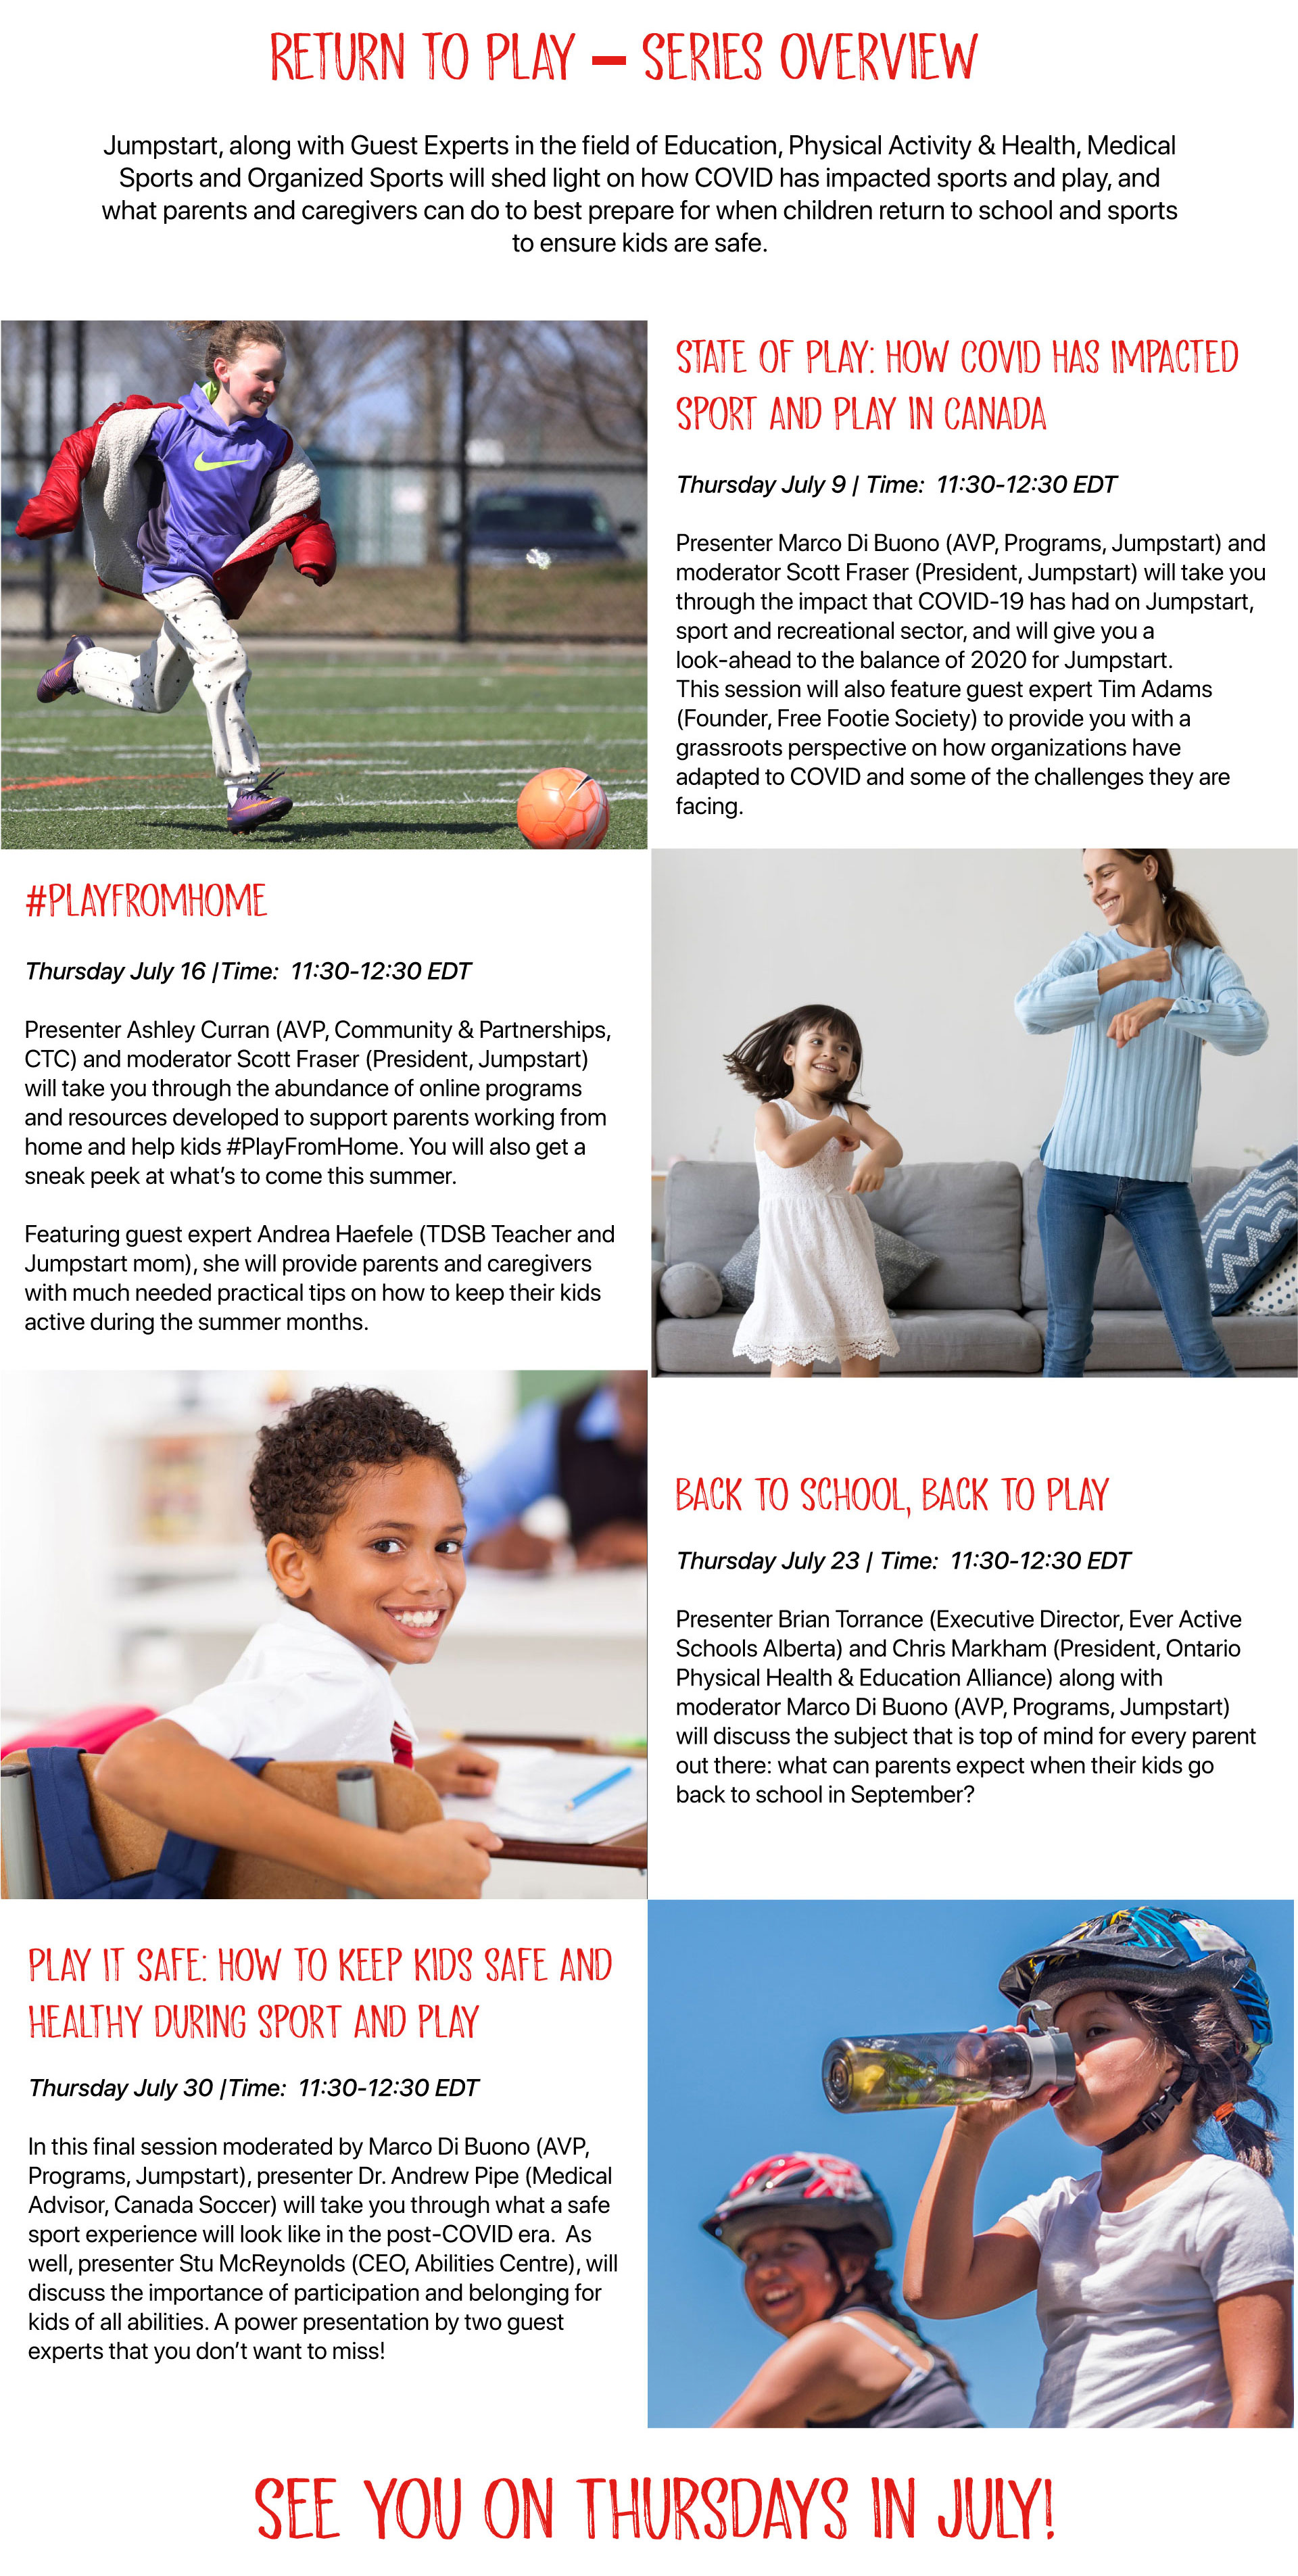 RETURN TO PLAY – SERIES OVERVIEW
Jumpstart, along with Guest Experts in the field of Education, Physical Activity & Health, Medical
Sports and Organized Sports will shed light on how COVID has impacted sports and play, and
what parents and caregivers can do to best prepare for when children return to school and sports
to ensure kids are safe.
STATE OF PLAY: HOW COVID HAS IMPACTED
SPORT AND PLAY IN CANADA
Thursday July 9 | Time: 11:30-12:30 EDT
Presenter Marco Di Buono (AVP, Programs, Jumpstart) and
moderator Scott Fraser (President, Jumpstart) will take you
through the impact that COVID-19 has had on Jumpstart,
sport and recreational sector, and will give you a
look-ahead to the balance of 2020 for Jumpstart.
This session will also feature guest expert Tim Adams
(Founder, Free Footie Society) to provide you with a
grassroots perspective on how organizations have
adapted to COVID and some of the challenges they are
facing.
#PLAYFROMHOME
Thursday July 16 |Time: 11:30-12:30 EDT
Presenter Ashley Curran (AVP, Community & Partnerships,
CTC) and moderator Scott Fraser (President, Jumpstart)
will take you through the abundance of online programs
and resources developed to support parents working from
home and help kids #PlayFromHome. You will also get a
sneak peek at what's to come this summer.
Featuring guest expert Andrea Haefele (TDSB Teacher and
Jumpstart mom), she will provide parents and caregivers
with much needed practical tips on how to keep their kids
active during the summer months.
BACK TO SCHOOL, BACK TO PLAY
Thursday July 23 | Time: 11:30-12:30 EDT
Presenter Brian Torrance (Executive Director, Ever Active
Schools Alberta) and Chris Markham (President, Ontario
Physical Health & Education Alliance) along with
moderator Marco Di Buono (AVP, Programs, Jumpstart)
will discuss the subject that is top of mind for every parent
out there: what can parents expect when their kids go
back to school in September?
PLAY IT SAFE: HOW TO KEEP KIDS SAFE AND
HEALTHY DURING SPORT AND PLAY
Thursday July 30 |Time: 11:30-12:30 EDT
In this final session moderated by Marco Di Buono (AVP,
Programs, Jumpstart), presenter Dr. Andrew Pipe (Medical
Advisor, Canada Soccer) will take you through what a safe
sport experience will look like in the post-COVID era. As
well, presenter Stu McReynolds (CEO, Abilities Centre), will
discuss the importance of participation and belonging for
kids of all abilities. A power presentation by two guest
experts that you don't want to miss!
SEE YOU ON THURSDAYS IN JULY!